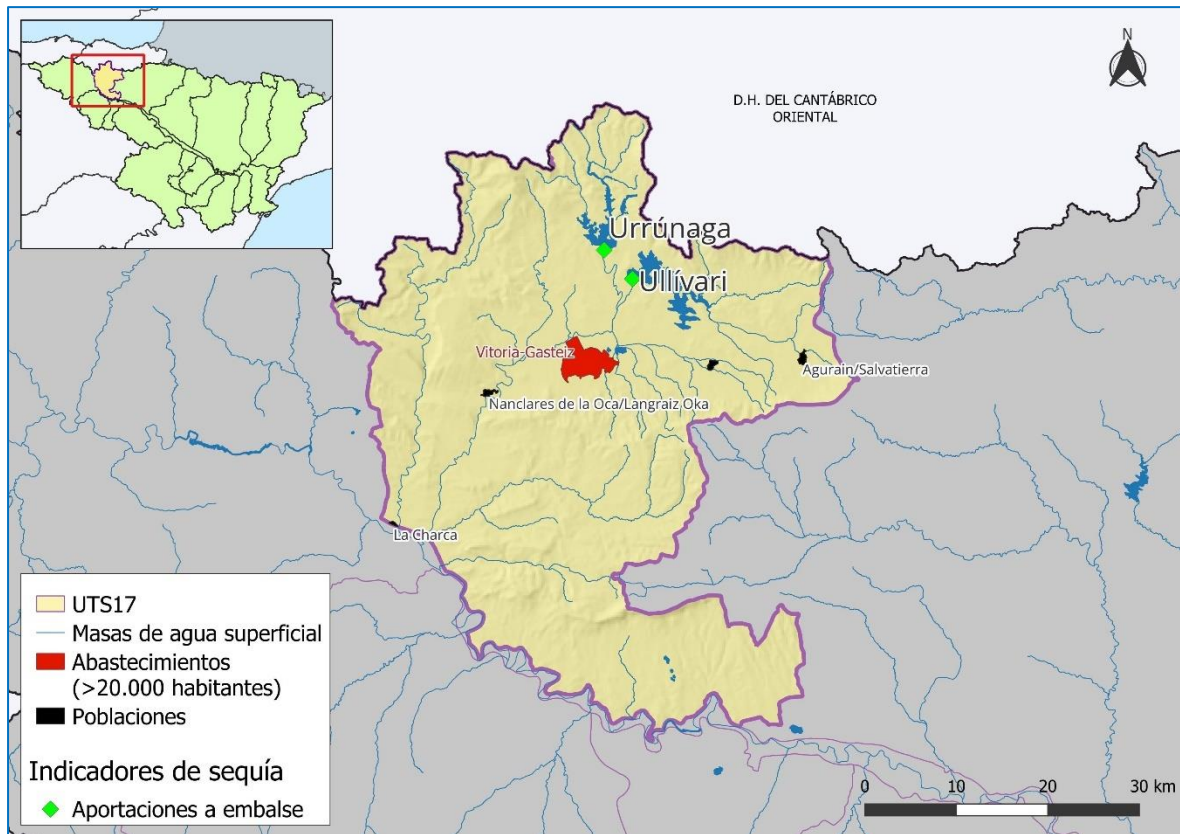 N
D.H. DEL CANTÁBRICO
ORIENTAL
Urrúnaga
Ullívari
Vitoria-Gasteiz
Agurain/Salvatierra
Nanclares de la Oca/Langraiz Oka
La Charca
UTS17
Masas de agua superficial
Abastecimientos
(>20.000 habitantes)
Poblaciones
Indicadores de sequía
Aportaciones a embalse
0 10 20 30 km